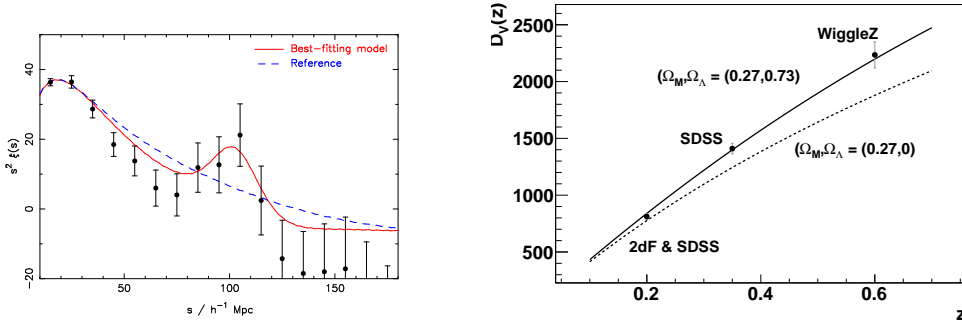 Best-fitting model
Reference
40
20
0
−20
s² ξ(s)
50
100
150
s / h⁻¹ Mpc
D_V(z)
2500
2000
1500
1000
500
WiggleZ
(Ω_M,Ω_Λ = (0.27,0.73)
SDSS
(Ω_M,Ω_Λ = (0.27,0)
2dF & SDSS
0.2
0.4
0.6
z